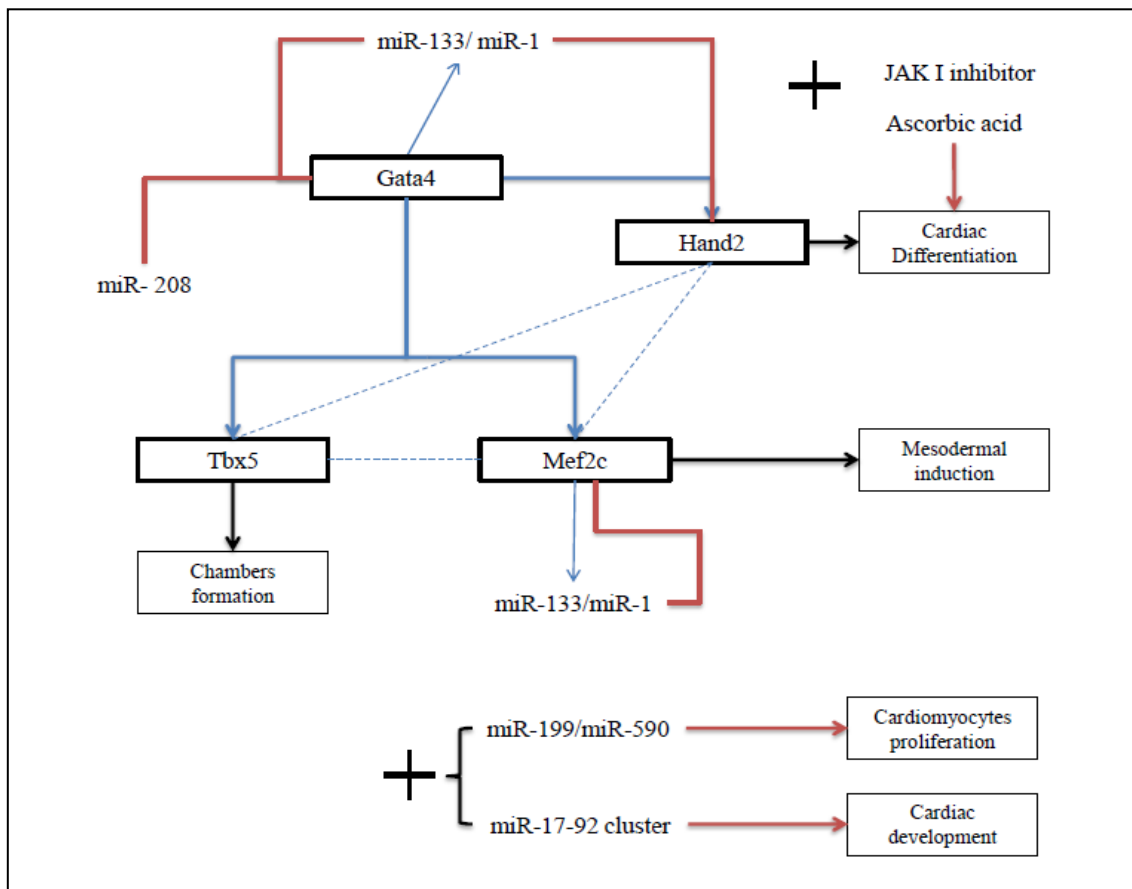 miR-133/ miR-1
JAK I inhibitor
Ascorbic acid
Gata4
Hand2
Cardiac
Differentiation
miR- 208
Tbx5
Mef2c
Mesodermal
induction
Chambers
formation
miR-133/miR-1
miR-199/miR-590
Cardiomyocytes
proliferation
miR-17-92 cluster
Cardiac
development